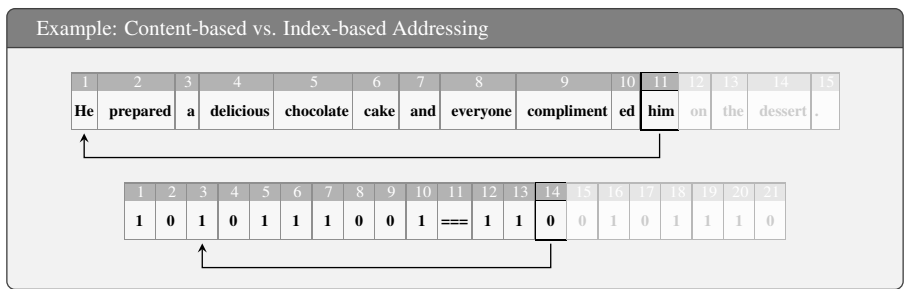 Example: Content-based vs. Index-based Addressing
1 2 3 4 5 6 7 8 9 10 11 12 13 14 15
He prepared a delicious chocolate cake and everyone compliment ed him on the dessert .
1 2 3 4 5 6 7 8 9 10 11 12 13 14 15 16 17 18 19 20 21
1 0 1 0 1 1 1 0 0 1 === 1 1 0 0 1 0 1 1 1 0